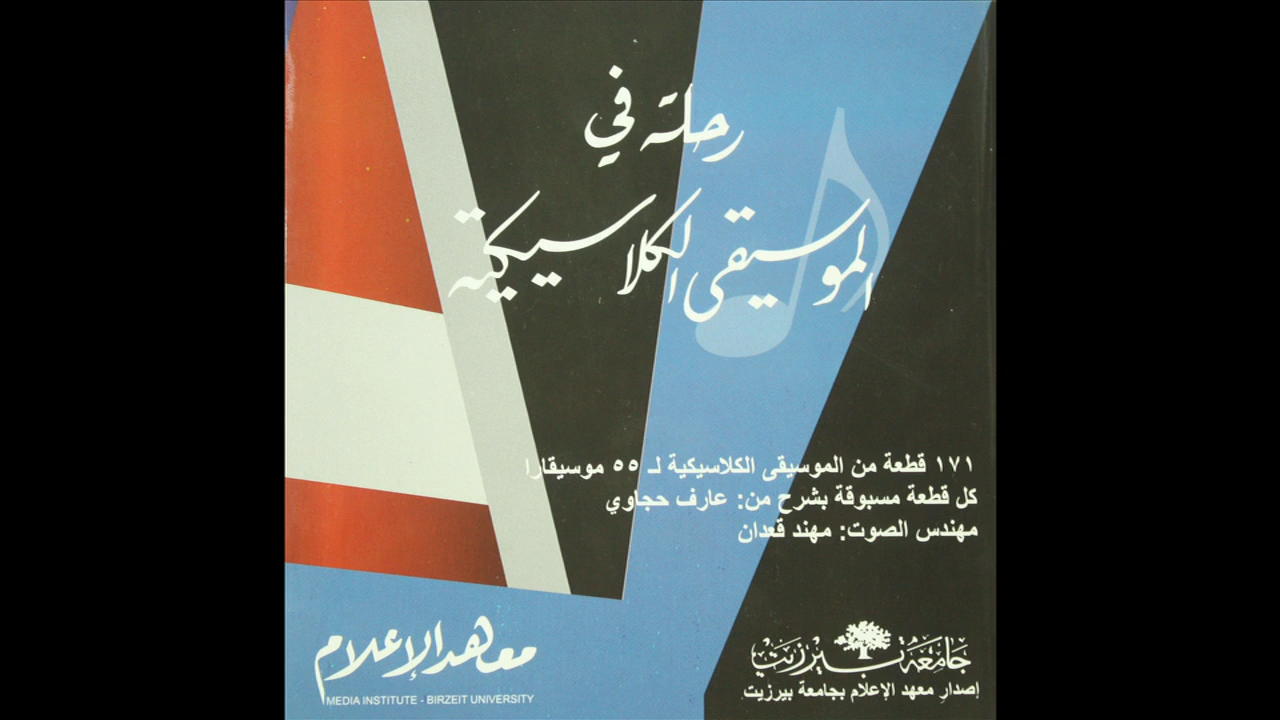 رحلة في
الموسيقى الكلاسيكية
١٧١ قطعة من الموسيقى الكلاسيكية لـ ٥٥ موسيقارا
كل قطعة مسبوقة بشرح من: عارف حجاوي
مهندس الصوت: مهند قعدان
جامعة بيرزيت
إصدار معهد الإعلام بجامعة بيرزيت
معهد الإعلام
MEDIA INSTITUTE - BIRZEIT UNIVERSITY